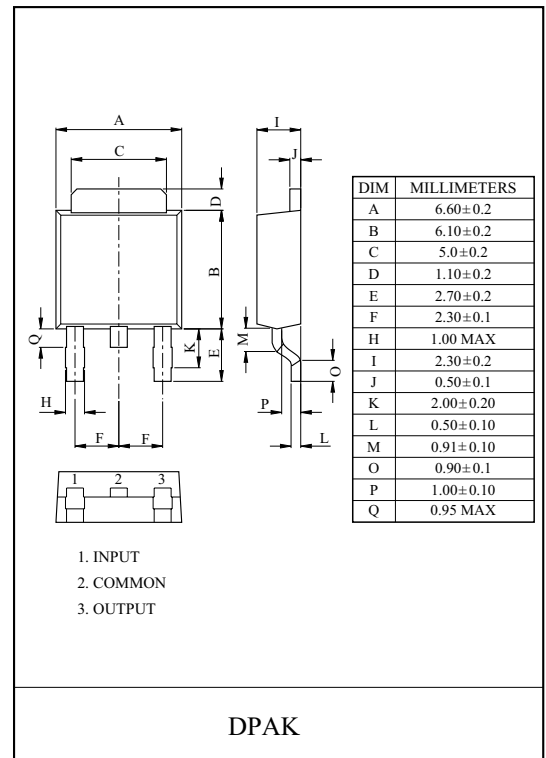 A
C
D
B
Q
K
E
H
F F
I
J
M
O
P
L
1 2 3
1. INPUT
2. COMMON
3. OUTPUT
DIM MILLIMETERS
A 6.60±0.2
B 6.10±0.2
C 5.0±0.2
D 1.10±0.2
E 2.70±0.2
F 2.30±0.1
H 1.00 MAX
I 2.30±0.2
J 0.50±0.1
K 2.00±0.20
L 0.50±0.10
M 0.91±0.10
O 0.90±0.1
P 1.00±0.10
Q 0.95 MAX
DPAK